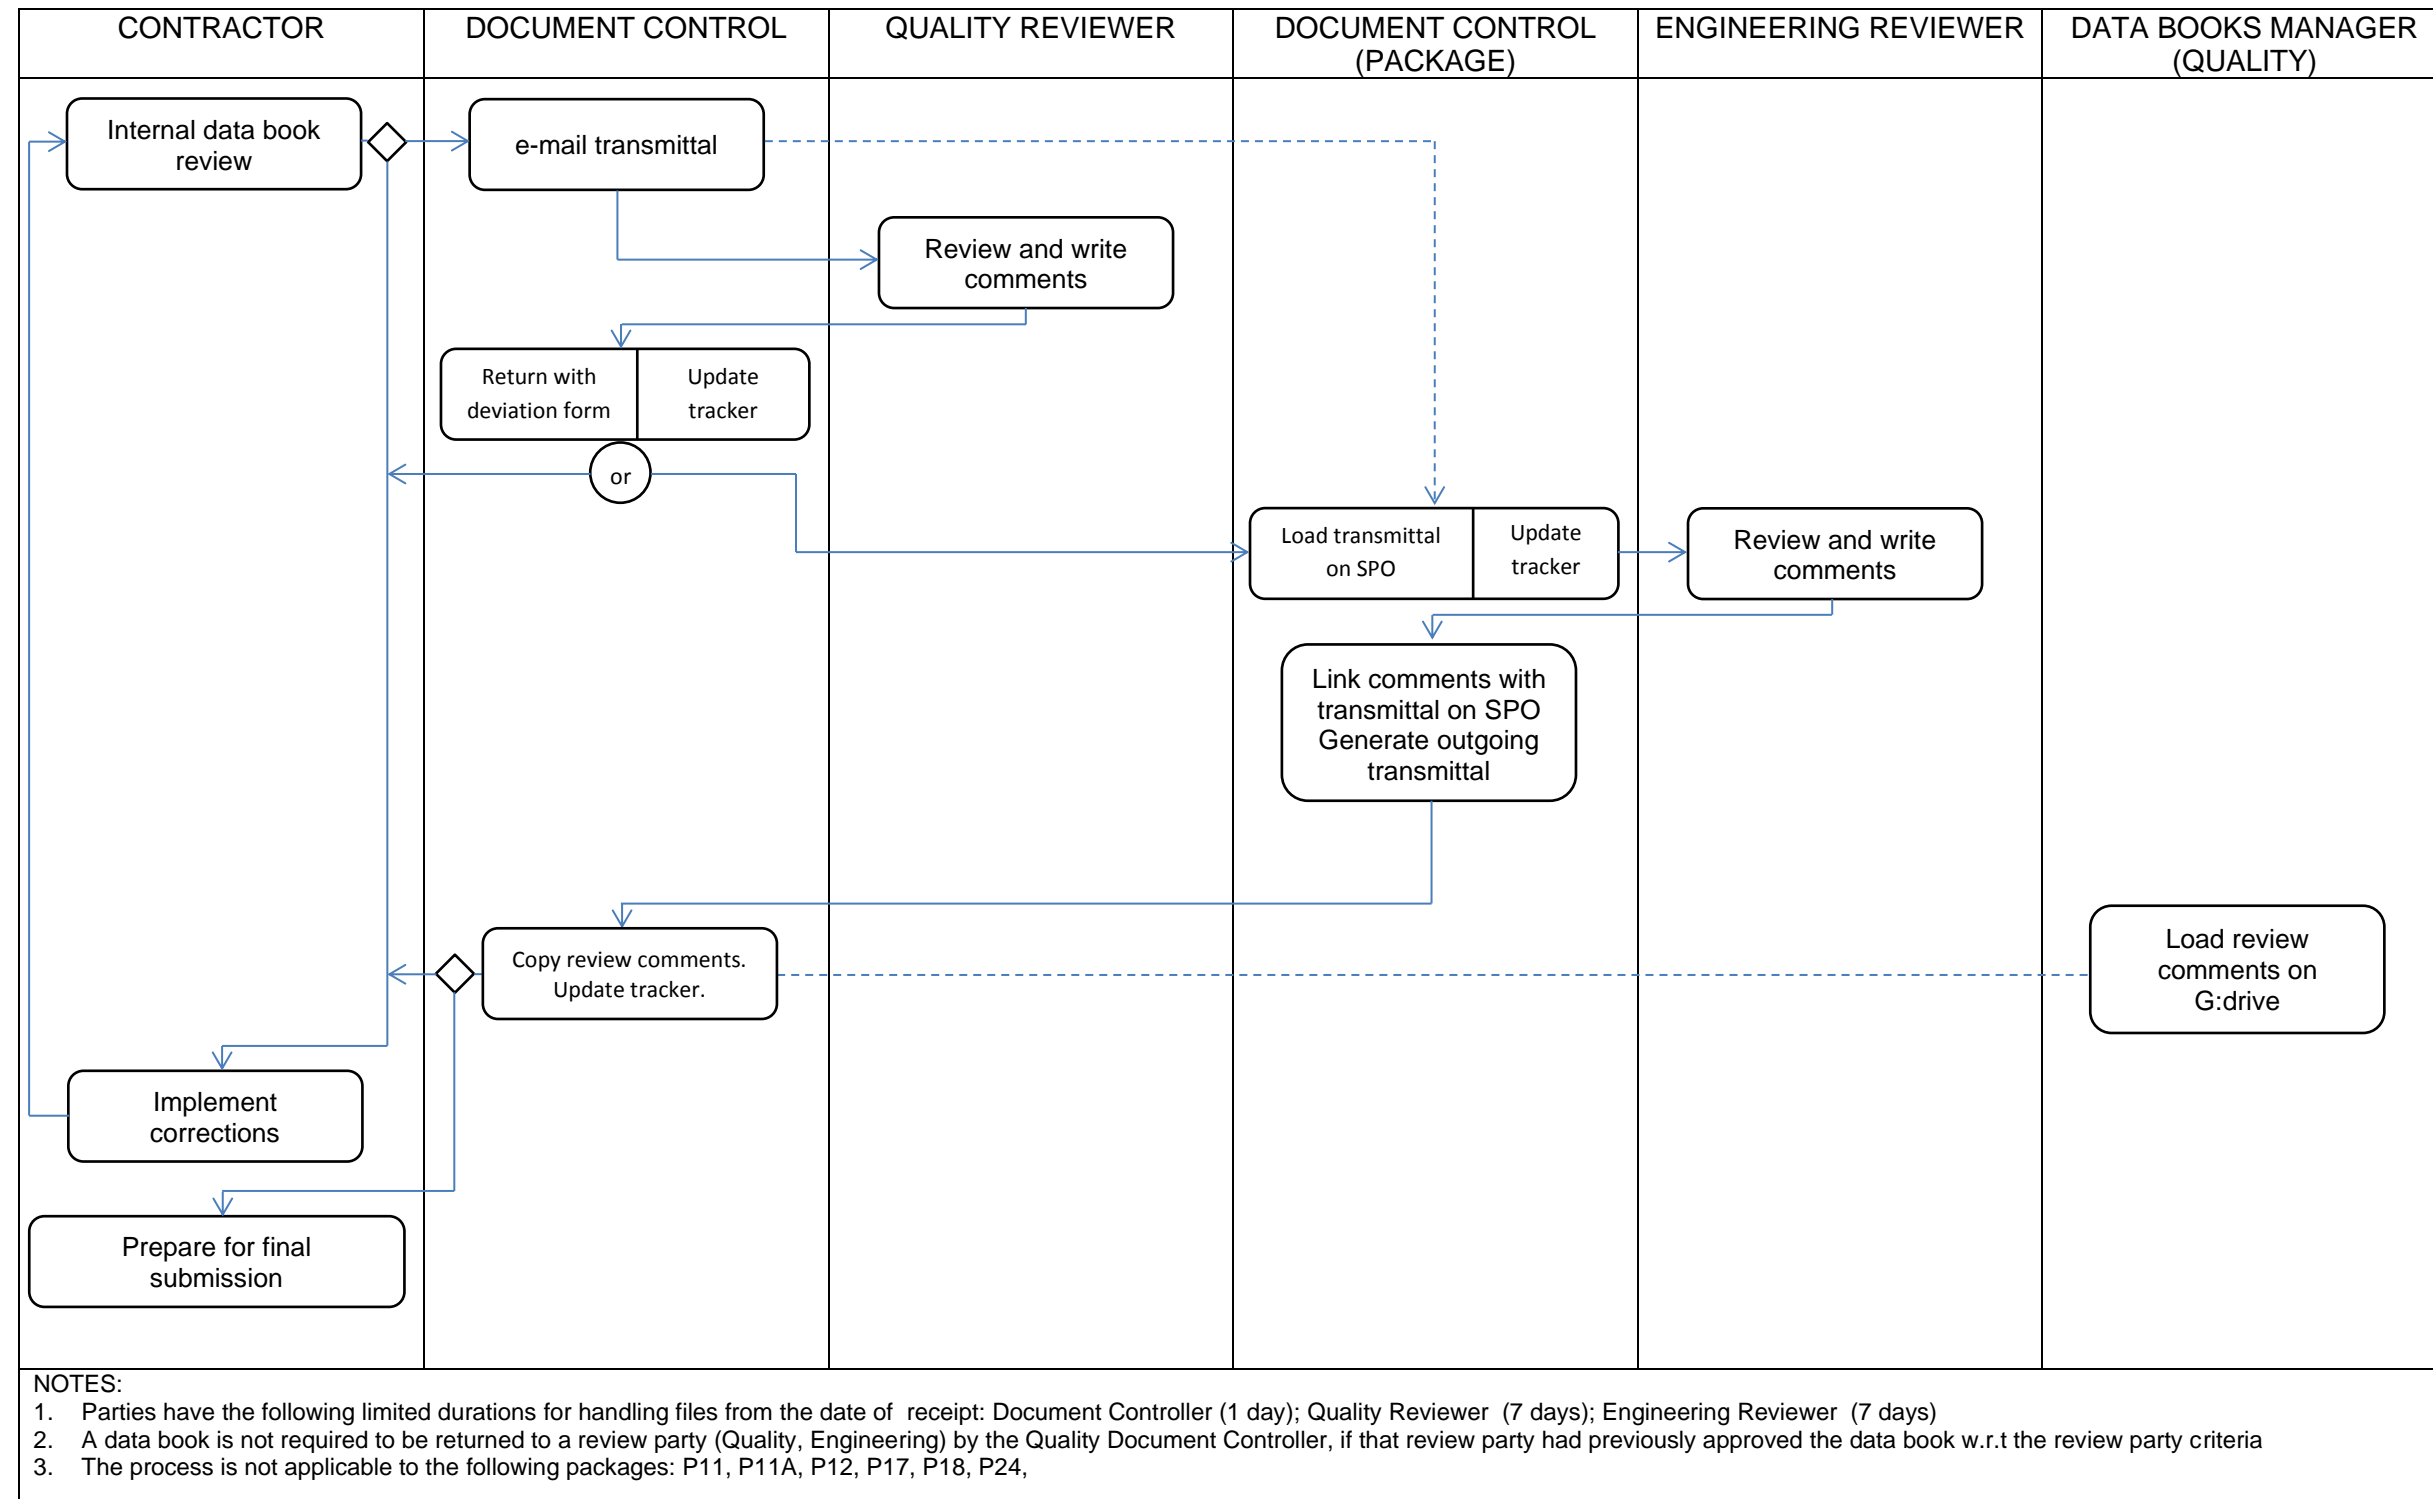 CONTRACTOR
DOCUMENT CONTROL
QUALITY REVIEWER
DOCUMENT CONTROL
(PACKAGE)
ENGINEERING REVIEWER
DATA BOOKS MANAGER
(QUALITY)
Internal data book
review
e-mail transmittal
Review and write
comments
Return with
deviation form
Update
tracker
or
Load transmittal
on SPO
Update
tracker
Review and write
comments
Link comments with
transmittal on SPO
Generate outgoing
transmittal
Copy review comments.
Update tracker.
Load review
comments on
G:drive
Implement
corrections
Prepare for final
submission
NOTES:
1. Parties have the following limited durations for handling files from the date of receipt: Document Controller (1 day); Quality Reviewer (7 days); Engineering Reviewer (7 days)
2. A data book is not required to be returned to a review party (Quality, Engineering) by the Quality Document Controller, if that review party had previously approved the data book w.r.t the review party criteria
3. The process is not applicable to the following packages: P11, P11A, P12, P17, P18, P24,